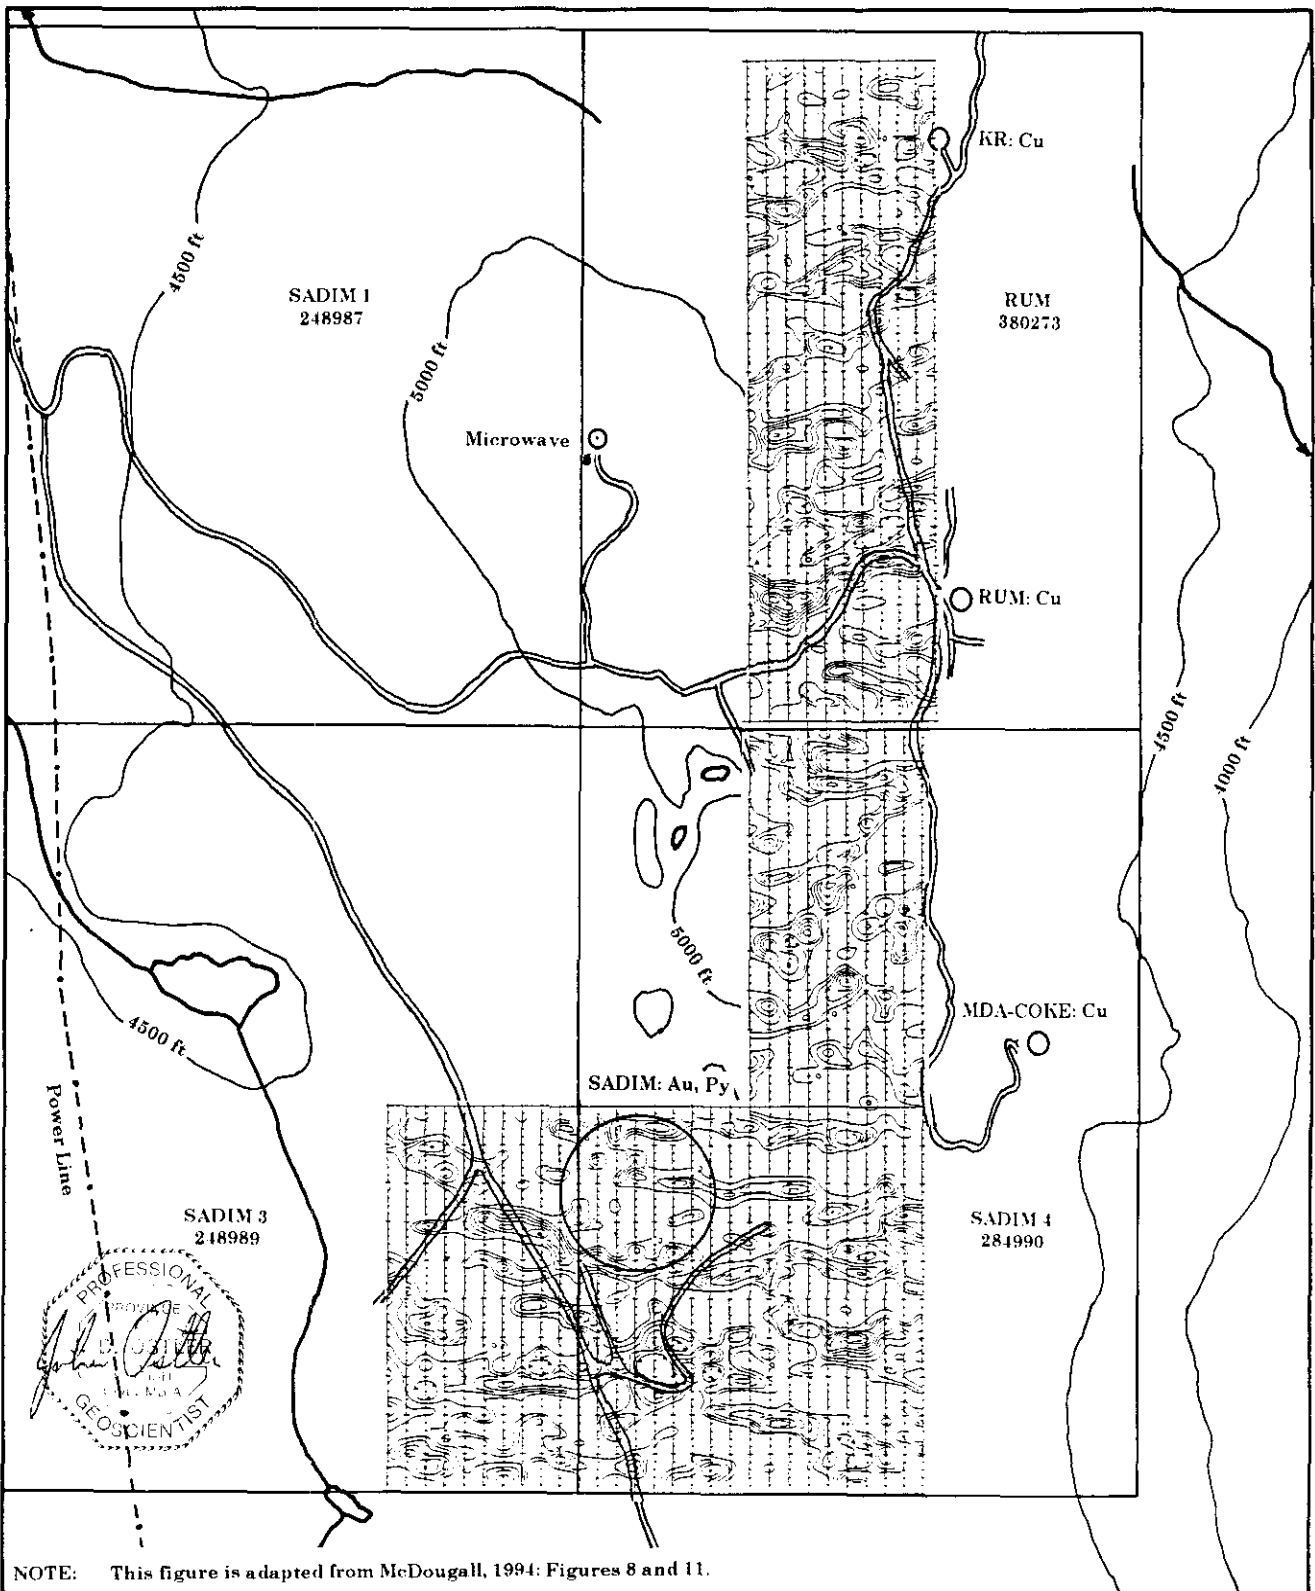 KR: Cu
4500 ft
SADIM 1
248987
RUM
380273
5000 ft
Microwave
RUM: Cu
4500 ft
4000 ft
5000 ft
MDA-COKE: Cu
4500 ft
SADIM: Au, Py
Power Line
SADIM 3
248989
SADIM 4
284990
PROFESSIONAL
PROVINCE
OSTLER
GEOSCIENTIST
NOTE: This figure is adapted from McDougall, 1994: Figures 8 and 11.